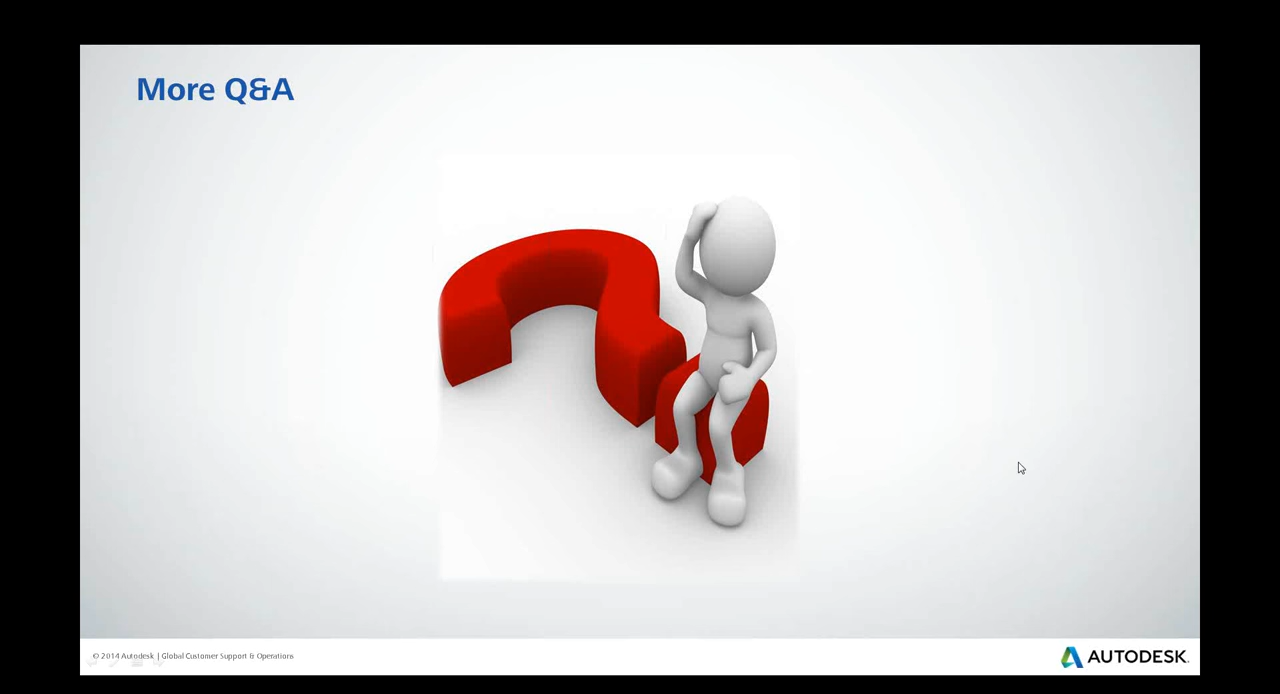 More Q&A
© 2014 Autodesk | Global Customer Support & Operations
AUTODESK.